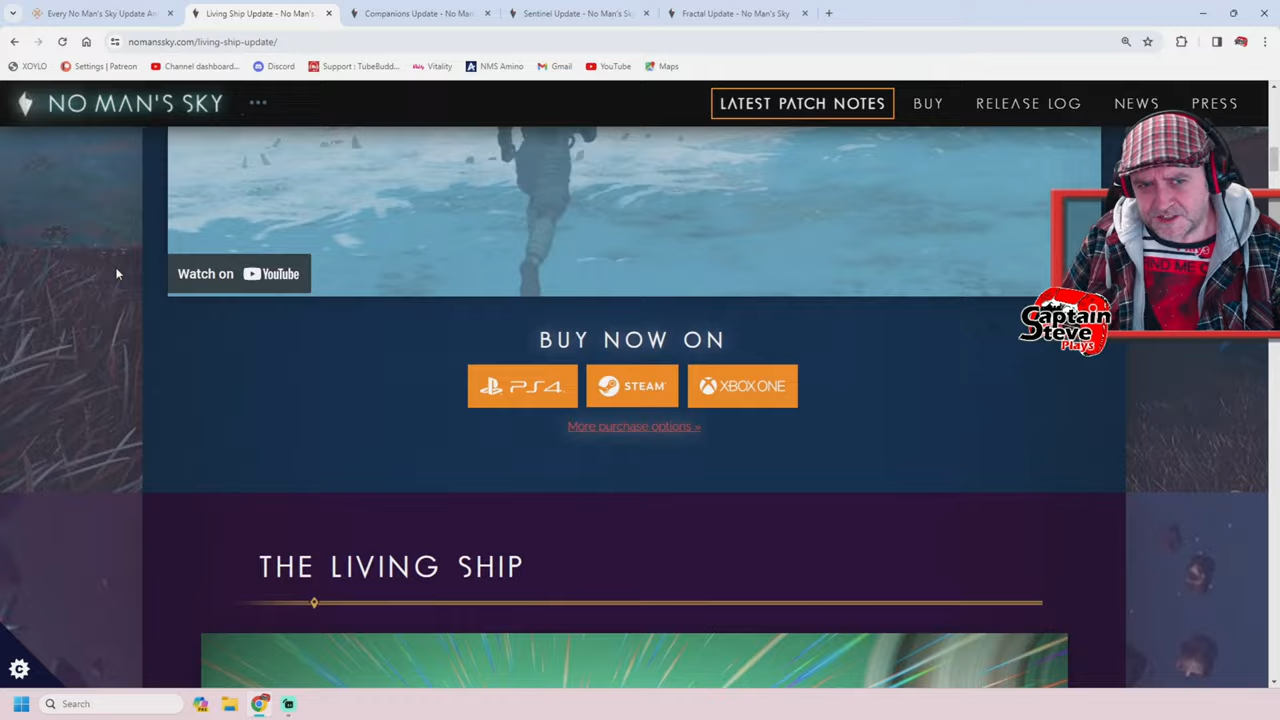 Every No Man's Sky Update An
Living Ship Update - No Man's
Companions Update - No Man
Sentinel Update - No Man's Sky
Fractal Update - No Man's Sky
nomanssky.com/living-ship-update/
XOYLO
Settings | Patreon
Channel dashboard...
Discord
Support : TubeBudd...
Vitality
NMS Amino
Gmail
YouTube
Maps
NO MAN'S SKY
LATEST PATCH NOTES
BUY
RELEASE LOG
NEWS
PRESS
Watch on YouTube
Captain
Steve
Plays
BUY NOW ON
PS4
STEAM
XBOX ONE
More purchase options »
THE LIVING SHIP
Search